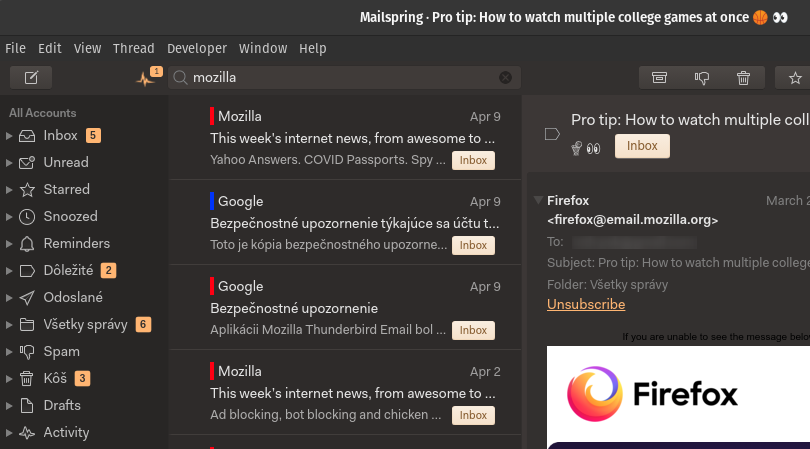 Mailspring · Pro tip: How to watch multiple college games at once 🏀 👀
File Edit View Thread Developer Window Help
1
mozilla
All Accounts
Inbox 5
Unread
Starred
Snoozed
Reminders
Dôležité 2
Odoslané
Všetky správy 6
Spam
Kôš 3
Drafts
Activity
Mozilla Apr 9
This week's internet news, from awesome to ...
Yahoo Answers. COVID Passports. Spy ... Inbox
Google Apr 9
Bezpečnostné upozornenie týkajúce sa účtu t...
Toto je kópia bezpečnostného upozorne... Inbox
Google Apr 9
Bezpečnostné upozornenie
Aplikácii Mozilla Thunderbird Email bol ... Inbox
Mozilla Apr 2
This week's internet news, from awesome to ...
Ad blocking, bot blocking and chicken ... Inbox
Pro tip: How to watch multiple coll
👀 Inbox
Firefox March 2
<firefox@email.mozilla.org>
To:
Subject: Pro tip: How to watch multiple college
Folder: Všetky správy
Unsubscribe
If you are unable to see the message below
Firefox